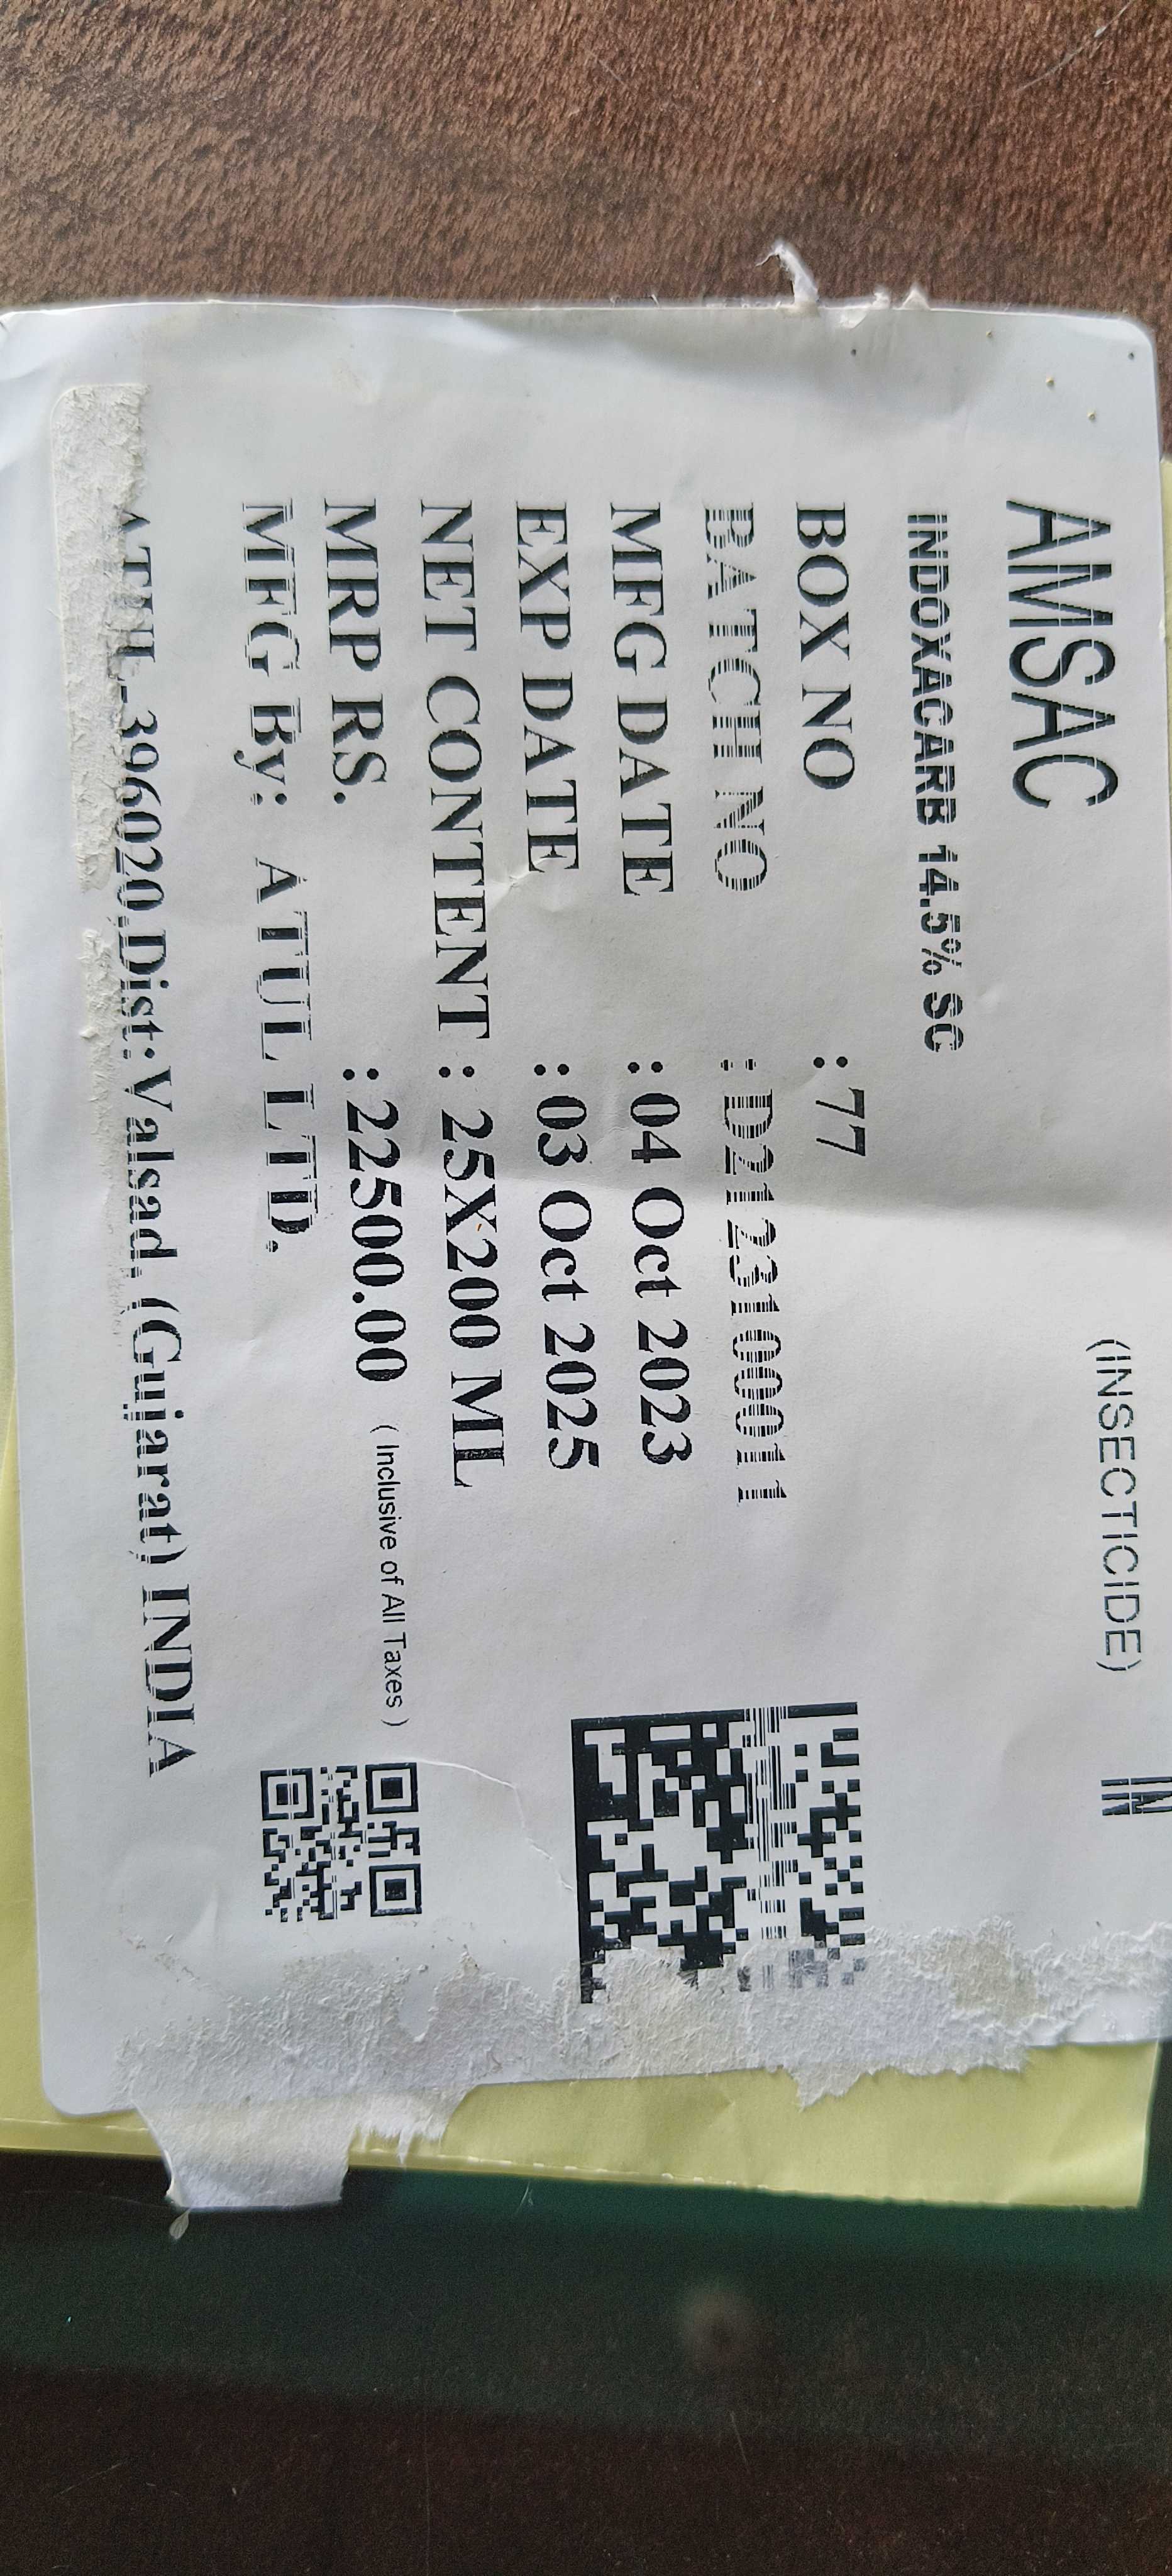 AMSAC (INSECTICIDE) IN
INDOXACARB 14.5% SC
BOX NO :77
BATCH NO :D2123100011
MFG DATE :04 Oct 2023
EXP DATE :03 Oct 2025
NET CONTENT : 25X200 ML
MRP RS. :22500.00 ( Inclusive of All Taxes )
MFG By: ATUL LTD.
ATUL-396020,Dist:Valsad, (Gujarat) INDIA